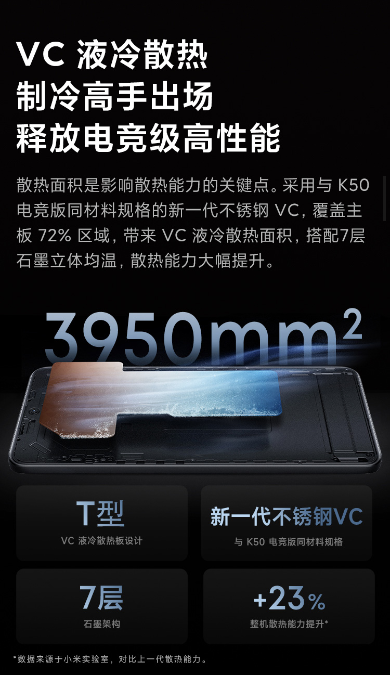 VC 液冷散热
制冷高手出场
释放电竞级高性能
散热面积是影响散热能力的关键点。采用与 K50
电竞版同材料规格的新一代不锈钢 VC，覆盖主
板 72% 区域，带来 VC 液冷散热面积，搭配7层
石墨立体均温，散热能力大幅提升。
3950mm²
T型
VC 液冷散热板设计
新一代不锈钢VC
与 K50 电竞版同材料规格
7层
石墨架构
+23%
整机散热能力提升*
*数据来源于小米实验室，对比上一代散热能力。